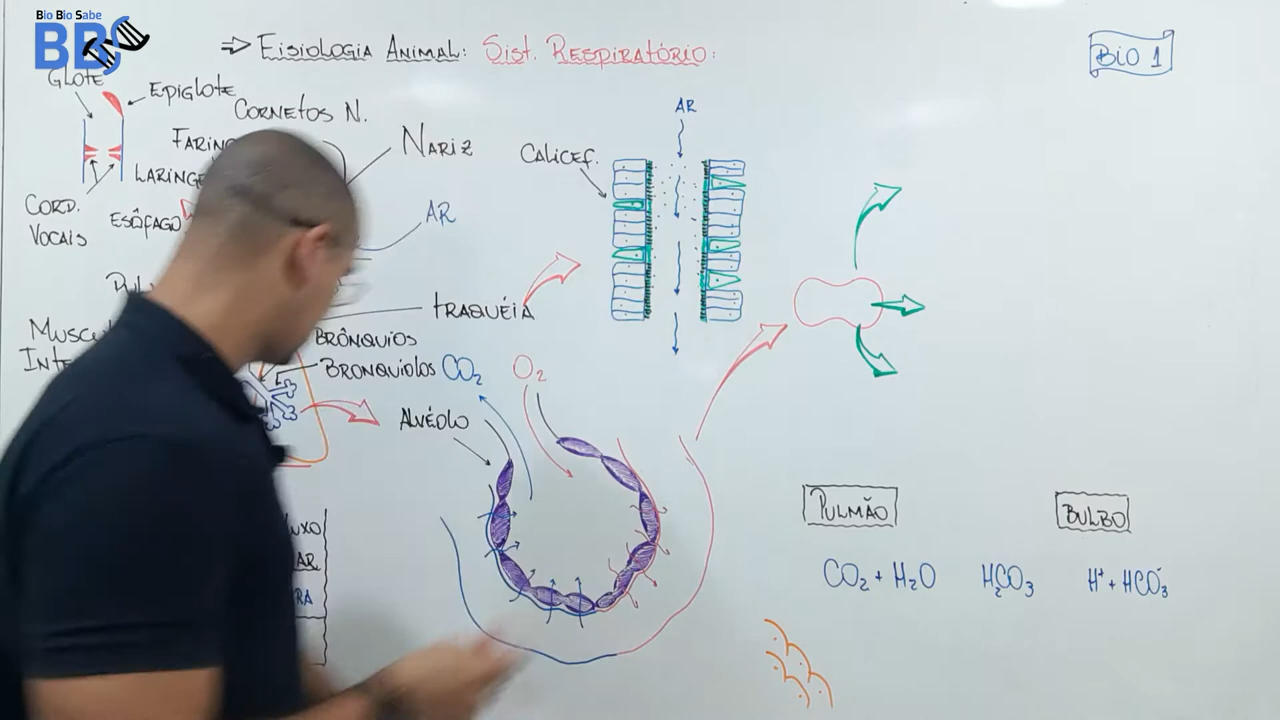 Bio Bio Sabe
BBS
⇒ Fisiologia Animal: Sist. Respiratório:
BIO 1
Glote
Epiglote
Cornetos N.
Nariz
Laringe
Cord.
Vocais
Esôfago
AR
AR
Calicef.
traquéia
Brônquios
Bronquíolos
CO₂
O₂
Alvéolo
AR
Pulmão
Bulbo
CO₂ + H₂O
H₂CO₃
H⁺ + HCO₃⁻